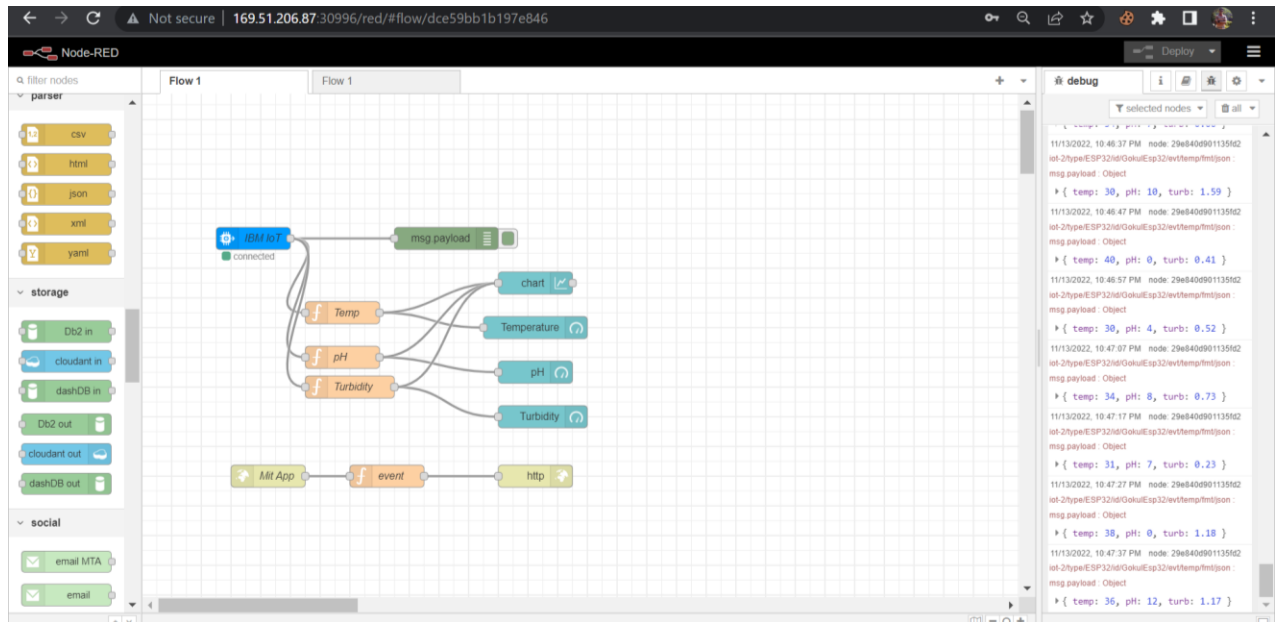 Not secure | 169.51.206.87:30996/red/#flow/dce59bb1b197e846
Node-RED
Deploy
filter nodes
parser
csv
html
json
xml
yaml
storage
Db2 in
cloudant in
dashDB in
Db2 out
cloudant out
dashDB out
social
email MTA
email
Flow 1
Flow 1
IBM IoT
connected
msg.payload
chart
Temp
Temperature
pH
pH
Turbidity
Turbidity
Mit App
event
http
debug
i
selected nodes
all
11/13/2022, 10:46:37 PM node: 29e840d901135fd2
iot-2/type/ESP32/id/GokulEsp32/evt/temp/fmt/json :
msg.payload : Object
{ temp: 30, pH: 10, turb: 1.59 }
11/13/2022, 10:46:47 PM node: 29e840d901135fd2
iot-2/type/ESP32/id/GokulEsp32/evt/temp/fmt/json :
msg.payload : Object
{ temp: 40, pH: 0, turb: 0.41 }
11/13/2022, 10:46:57 PM node: 29e840d901135fd2
iot-2/type/ESP32/id/GokulEsp32/evt/temp/fmt/json :
msg.payload : Object
{ temp: 30, pH: 4, turb: 0.52 }
11/13/2022, 10:47:07 PM node: 29e840d901135fd2
iot-2/type/ESP32/id/GokulEsp32/evt/temp/fmt/json :
msg.payload : Object
{ temp: 34, pH: 8, turb: 0.73 }
11/13/2022, 10:47:17 PM node: 29e840d901135fd2
iot-2/type/ESP32/id/GokulEsp32/evt/temp/fmt/json :
msg.payload : Object
{ temp: 31, pH: 7, turb: 0.23 }
11/13/2022, 10:47:27 PM node: 29e840d901135fd2
iot-2/type/ESP32/id/GokulEsp32/evt/temp/fmt/json :
msg.payload : Object
{ temp: 38, pH: 0, turb: 1.18 }
11/13/2022, 10:47:37 PM node: 29e840d901135fd2
iot-2/type/ESP32/id/GokulEsp32/evt/temp/fmt/json :
msg.payload : Object
{ temp: 36, pH: 12, turb: 1.17 }